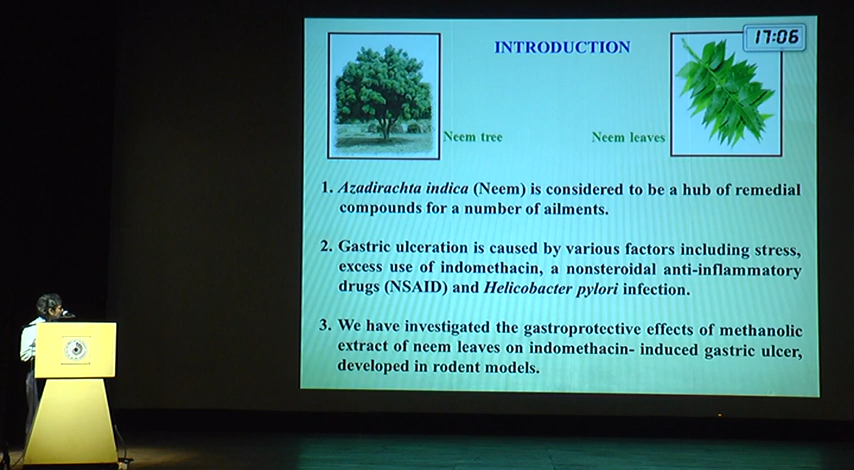 INTRODUCTION
17:06
Neem tree
Neem leaves
1. Azadirachta indica (Neem) is considered to be a hub of remedial
compounds for a number of ailments.
2. Gastric ulceration is caused by various factors including stress,
excess use of indomethacin, a nonsteroidal anti-inflammatory
drugs (NSAID) and Helicobacter pylori infection.
3. We have investigated the gastroprotective effects of methanolic
extract of neem leaves on indomethacin- induced gastric ulcer,
developed in rodent models.